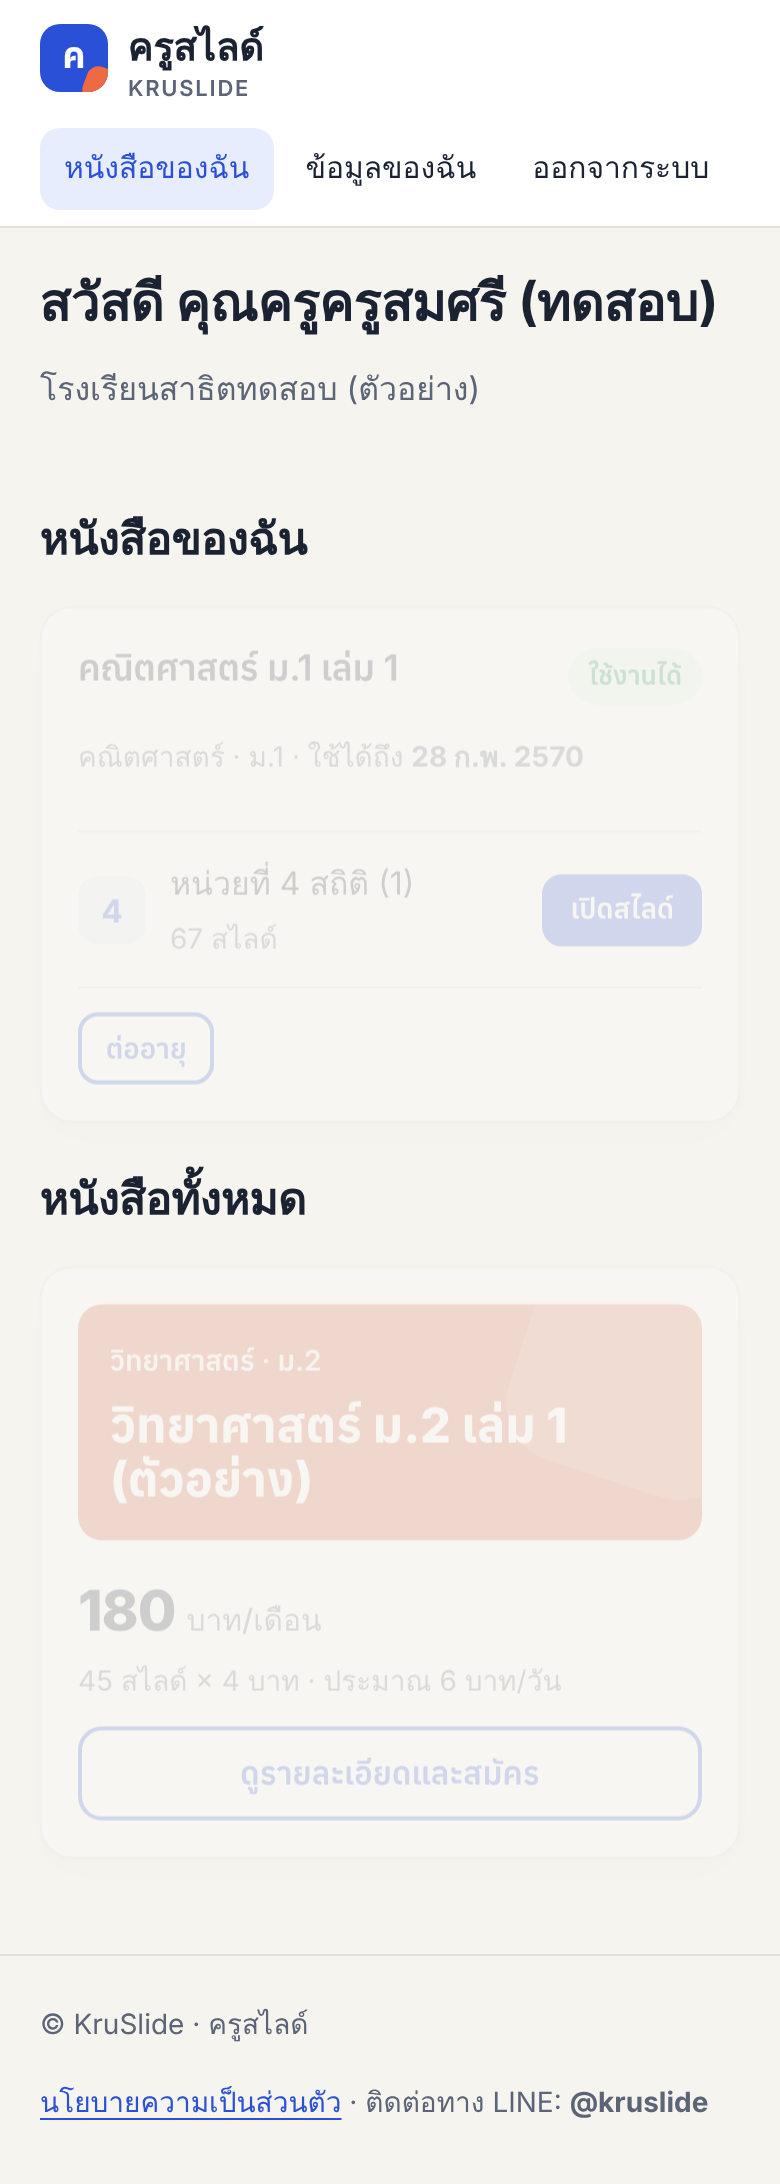 ค
ครูสไลด์
KRUSLIDE
หนังสือของฉัน ข้อมูลของฉัน ออกจากระบบ
สวัสดี คุณครูครูสมศรี (ทดสอบ)
โรงเรียนสาธิตทดสอบ (ตัวอย่าง)
หนังสือของฉัน
คณิตศาสตร์ ม.1 เล่ม 1 ใช้งานได้
คณิตศาสตร์ · ม.1 · ใช้ได้ถึง 28 ก.พ. 2570
4 หน่วยที่ 4 สถิติ (1) เปิดสไลด์
67 สไลด์
ต่ออายุ
หนังสือทั้งหมด
วิทยาศาสตร์ · ม.2
วิทยาศาสตร์ ม.2 เล่ม 1
(ตัวอย่าง)
180 บาท/เดือน
45 สไลด์ × 4 บาท · ประมาณ 6 บาท/วัน
ดูรายละเอียดและสมัคร
© KruSlide · ครูสไลด์
นโยบายความเป็นส่วนตัว · ติดต่อทาง LINE: @kruslide